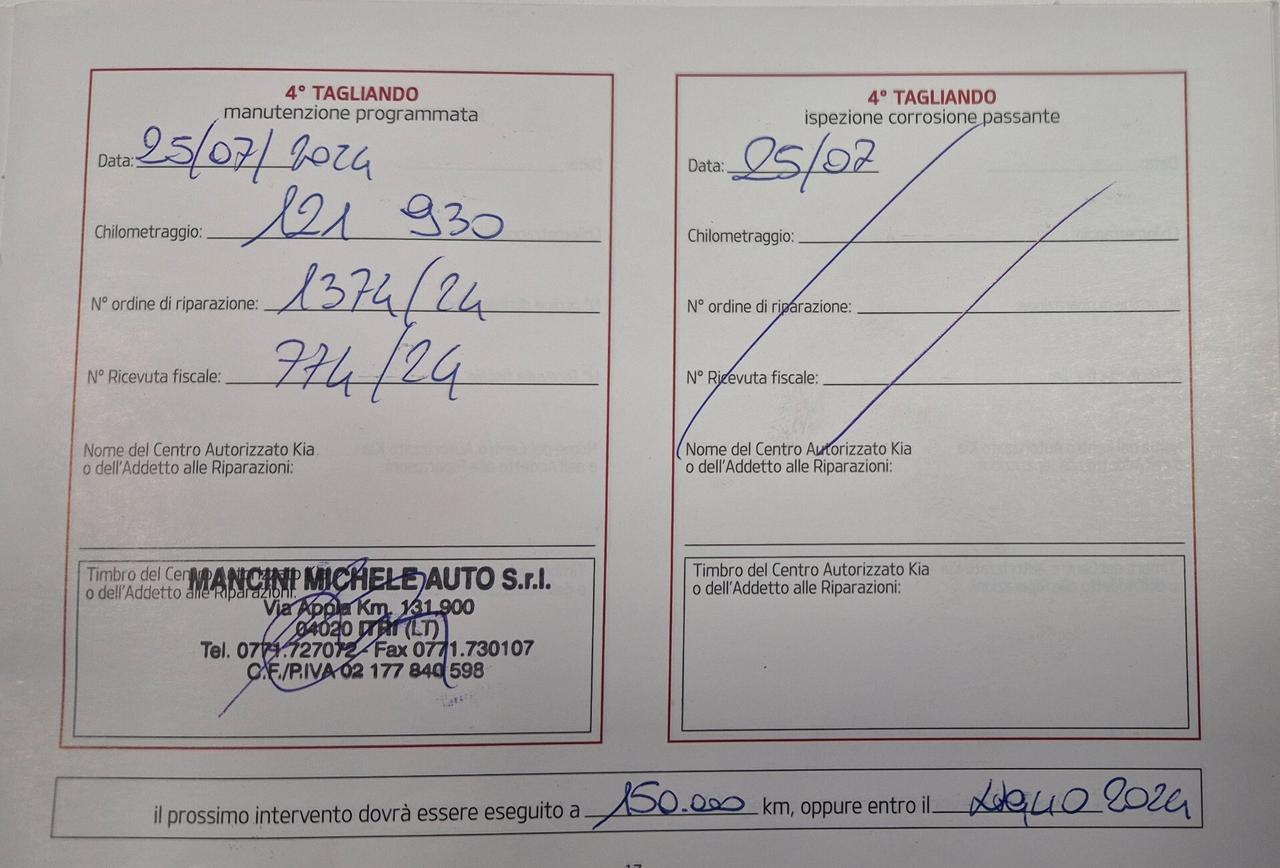 4° TAGLIANDO
manutenzione programmata
Data: 25/07/2024
Chilometraggio: 121 930
N° ordine di riparazione: 1374/24
N° Ricevuta fiscale: 774/24
Nome del Centro Autorizzato Kia
o dell'Addetto alle Riparazioni:
Timbro del Centro Autorizzato Kia
o dell'Addetto alle Riparazioni:
MANCINI MICHELE AUTO S.r.l.
Via Appia Km. 131,900
04020 ITRI (LT)
Tel. 0771.727072 - Fax 0771.730107
C.F./P.IVA 02 177 840 598
4° TAGLIANDO
ispezione corrosione passante
Data: 25/07
Chilometraggio:
N° ordine di riparazione:
N° Ricevuta fiscale:
Nome del Centro Autorizzato Kia
o dell'Addetto alle Riparazioni:
Timbro del Centro Autorizzato Kia
o dell'Addetto alle Riparazioni:
il prossimo intervento dovrà essere eseguito a 150.000 km, oppure entro il Luglio 2024